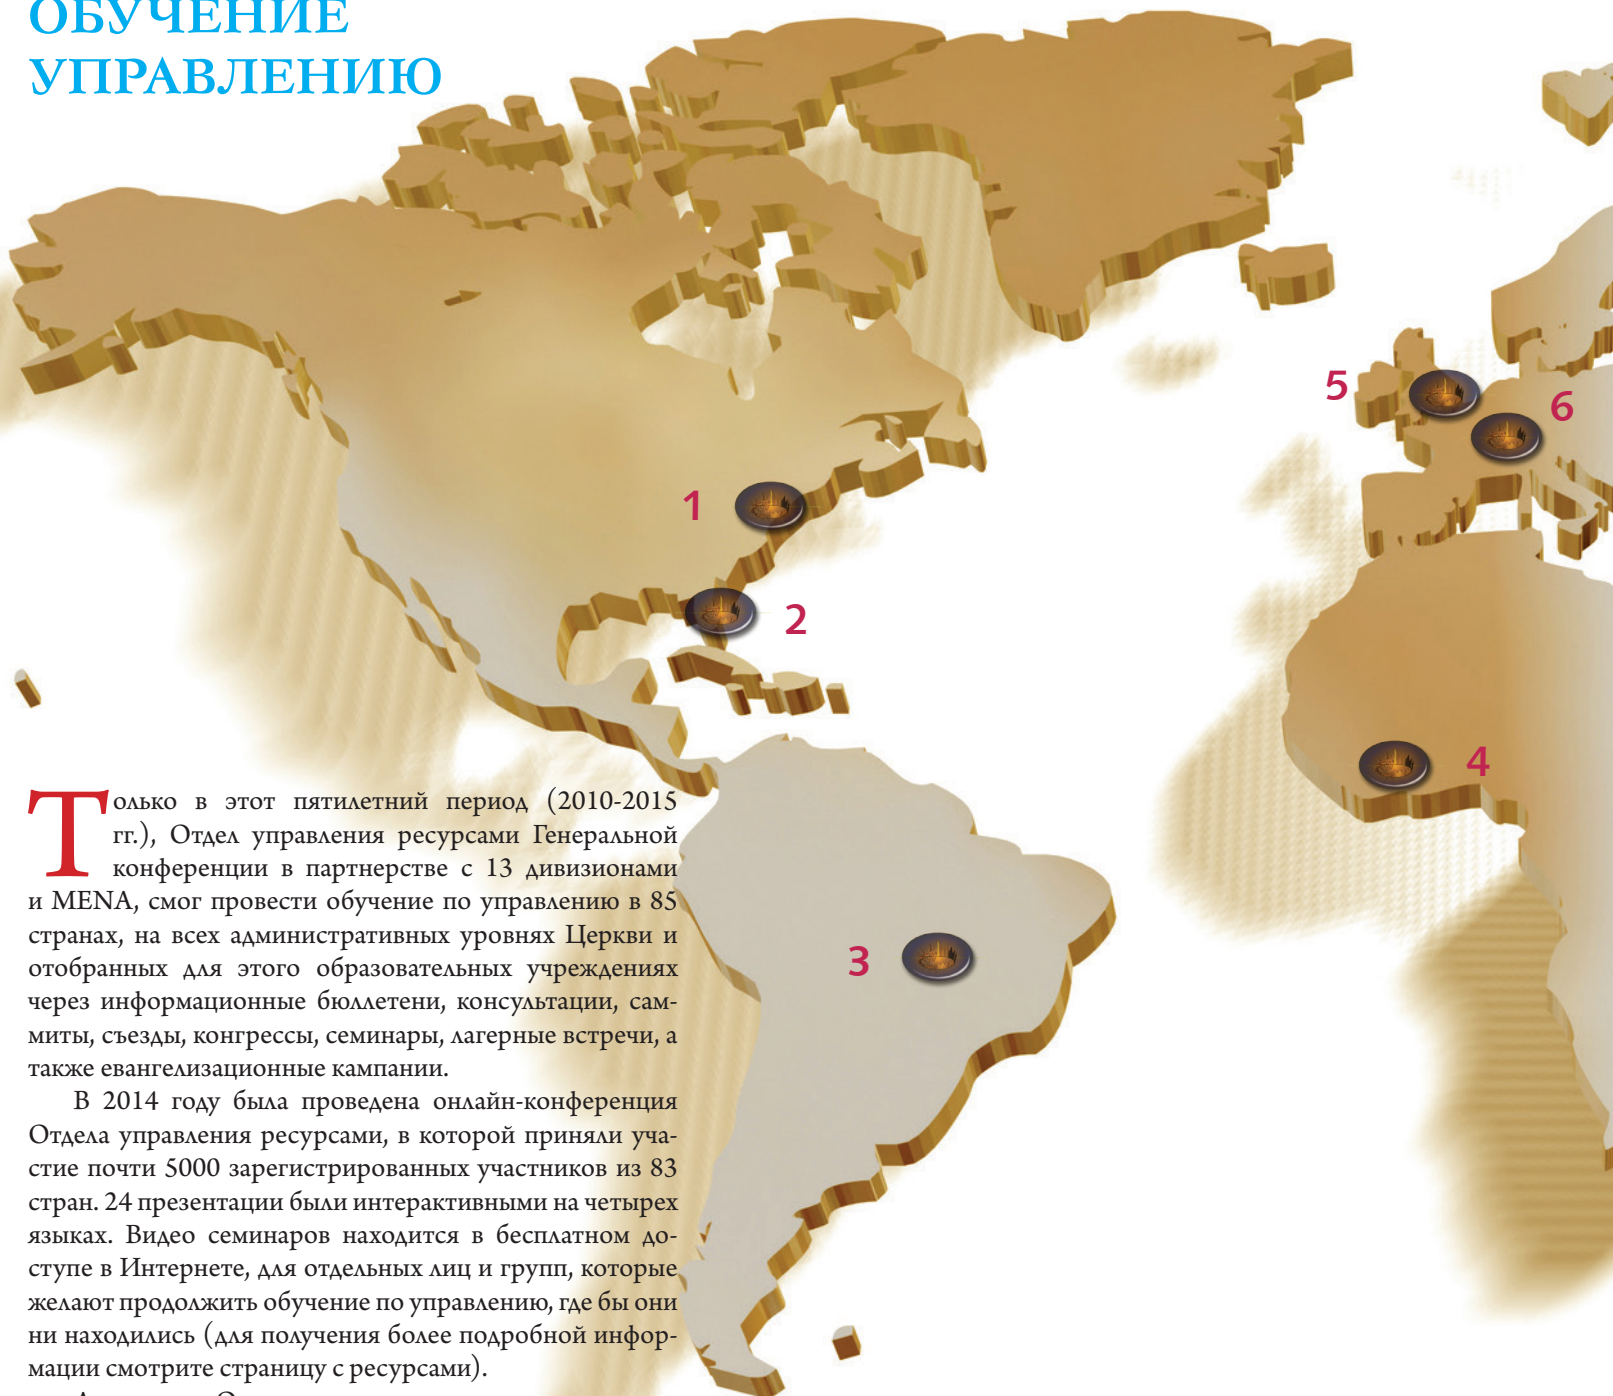 ОБУЧЕНИЕ
УПРАВЛЕНИЮ
5
6
1
2
4
3
Только в этот пятилетний период (2010-2015
гг.), Отдел управления ресурсами Генеральной
конференции в партнерстве с 13 дивизионами
и MENA, смог провести обучение по управлению в 85
странах, на всех административных уровнях Церкви и
отобранных для этого образовательных учреждениях
через информационные бюллетени, консультации, сам-
миты, съезды, конгрессы, семинары, лагерные встречи, а
также евангелизационные кампании.
В 2014 году была проведена онлайн-конференция
Отдела управления ресурсами, в которой приняли уча-
стие почти 5000 зарегистрированных участников из 83
стран. 24 презентации были интерактивными на четырех
языках. Видео семинаров находится в бесплатном до-
ступе в Интернете, для отдельных лиц и групп, которые
желают продолжить обучение по управлению, где бы они
ни находились (для получения более подробной инфор-
мации смотрите страницу с ресурсами).